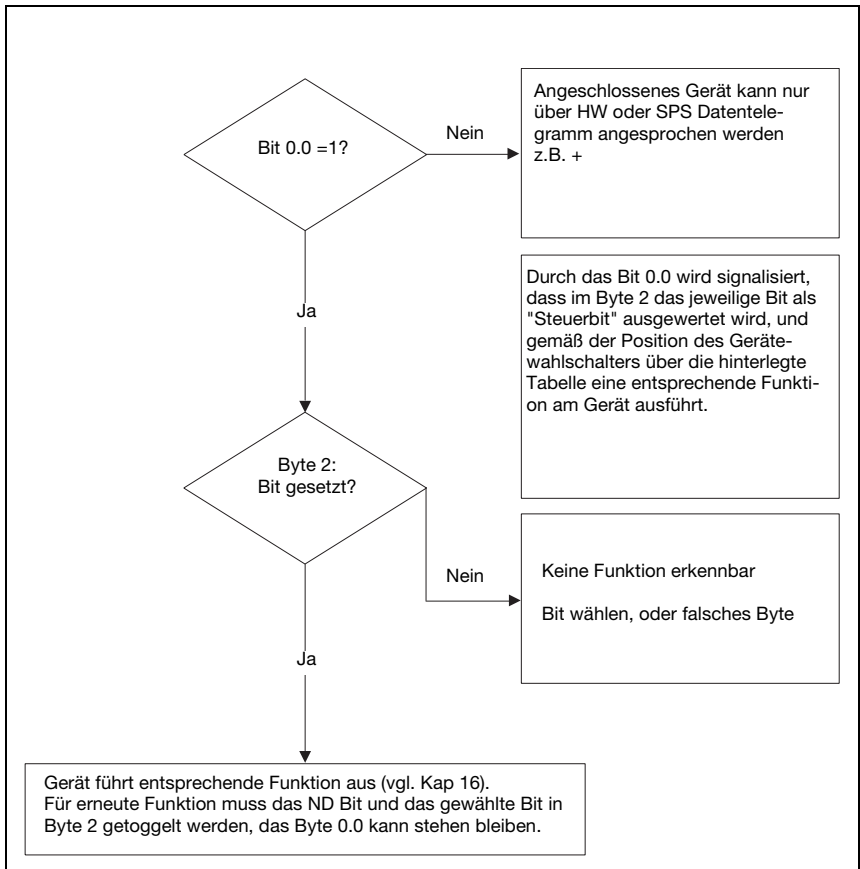 Bit 0.0 =1?
Nein
Angeschlossenes Gerät kann nur
über HW oder SPS Datentele-
gramm angesprochen werden
z.B. +
Ja
Durch das Bit 0.0 wird signalisiert,
dass im Byte 2 das jeweilige Bit als
"Steuerbit" ausgewertet wird, und
gemäß der Position des Geräte-
wahlschalters über die hinterlegte
Tabelle eine entsprechende Funkti-
on am Gerät ausführt.
Byte 2:
Bit gesetzt?
Nein
Keine Funktion erkennbar
Bit wählen, oder falsches Byte
Ja
Gerät führt entsprechende Funktion aus (vgl. Kap 16).
Für erneute Funktion muss das ND Bit und das gewählte Bit in
Byte 2 getoggelt werden, das Byte 0.0 kann stehen bleiben.